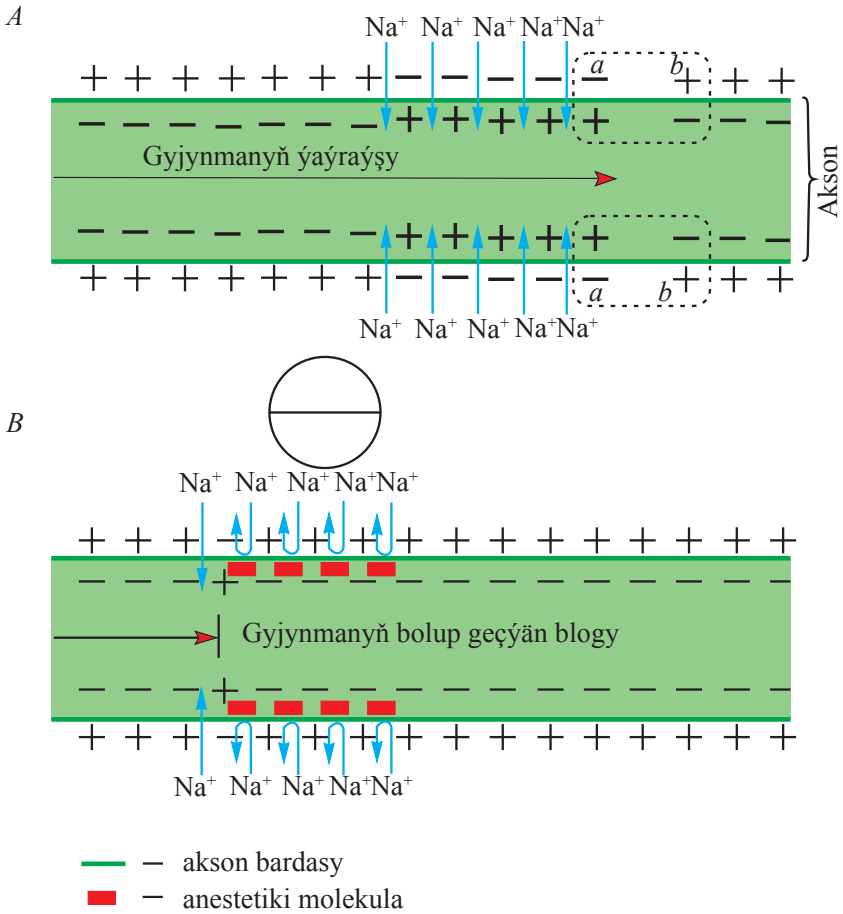 A
Na⁺ Na⁺ Na⁺ Na⁺ Na⁺
+ + + + + + + − − − − − a b + + +
− − − − − − − + + + + + − − −
Gyjynmanyň ýaýraýşy
Akson
− − − − − − − + + + + + − − −
+ + + + + + + − − − − − a b + + +
Na⁺ Na⁺ Na⁺ Na⁺ Na⁺
B
Na⁺ Na⁺ Na⁺ Na⁺ Na⁺
+ + + + + + + + + + + + + + + +
− − − + − − − − − − − − − − − −
Gyjynmanyň bolup geçýän blogy
− − − + − − − − − − − − − − − −
+ + + + + + + + + + + + + + + +
Na⁺ Na⁺ Na⁺ Na⁺ Na⁺
— akson bardasy
— anestetiki molekula